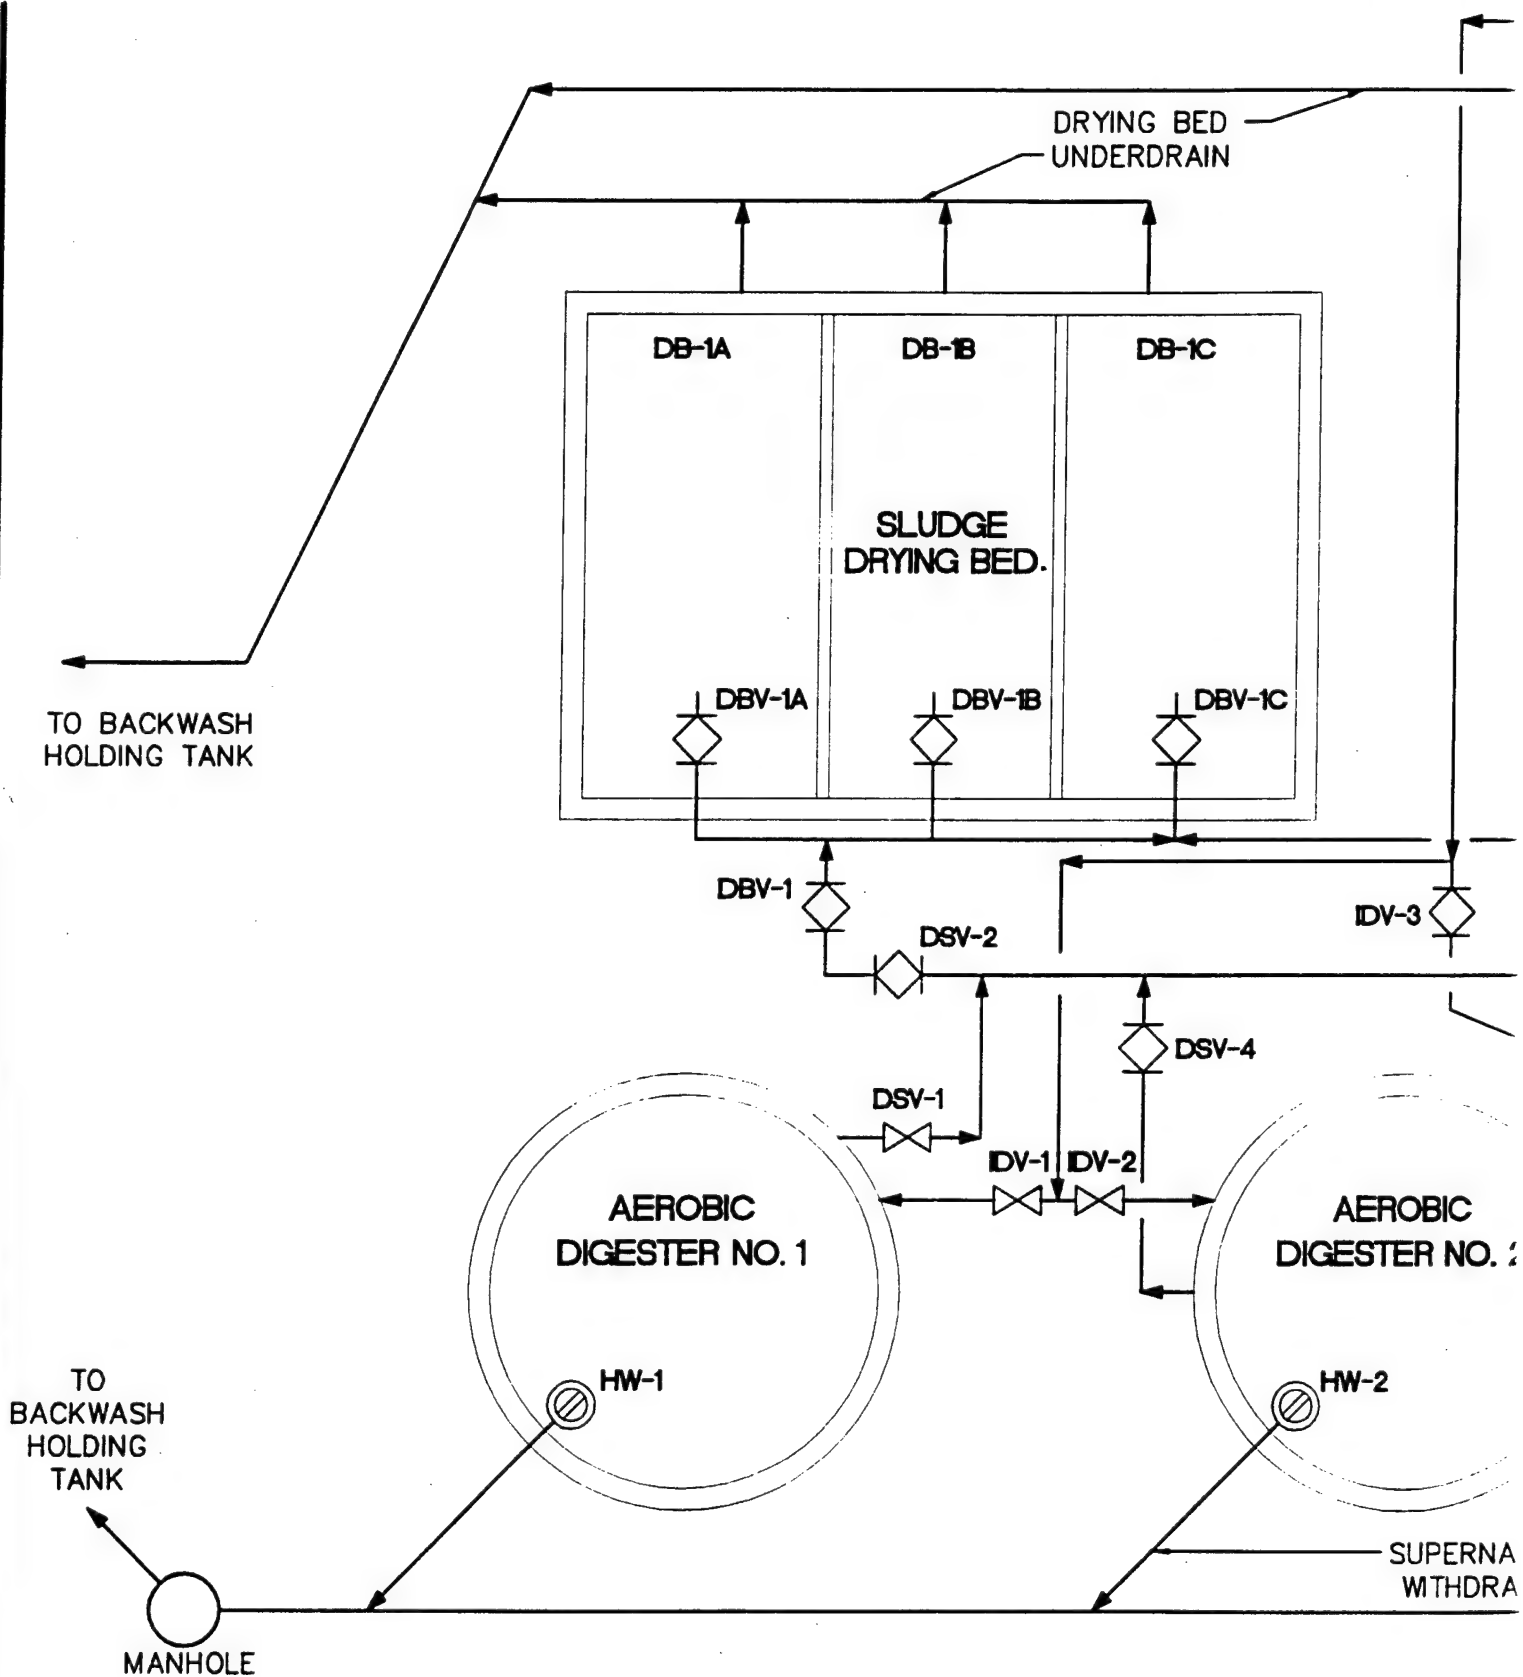 DRYING BED
UNDERDRAIN
DB-1A
DB-1B
DB-1C
SLUDGE
DRYING BED.
DBV-1A
DBV-1B
DBV-1C
TO BACKWASH
HOLDING TANK
DBV-1
IDV-3
DSV-2
DSV-4
DSV-1
IDV-1
IDV-2
AEROBIC
DIGESTER NO. 1
AEROBIC
DIGESTER NO.
HW-1
HW-2
TO
BACKWASH
HOLDING
TANK
SUPERNA
WITHDRA
MANHOLE